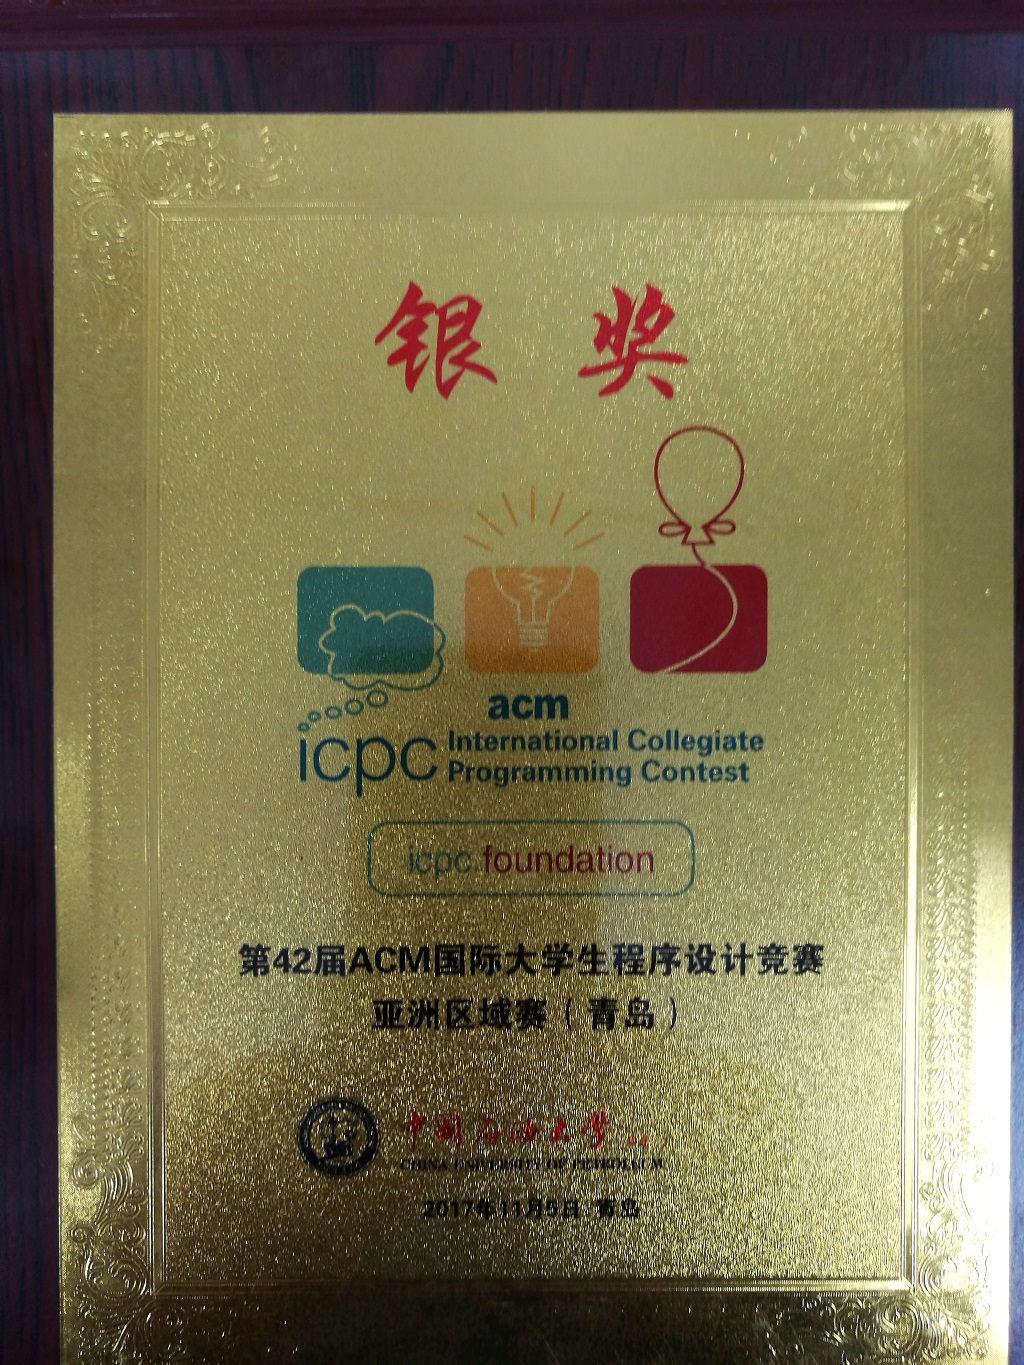 银 奖
acm
icpc International Collegiate
Programming Contest
icpc.foundation
第42届ACM国际大学生程序设计竞赛
亚洲区域赛（青岛）
中国石油大学
CHINA UNIVERSITY OF PETROLEUM
2017年11月5日 青岛